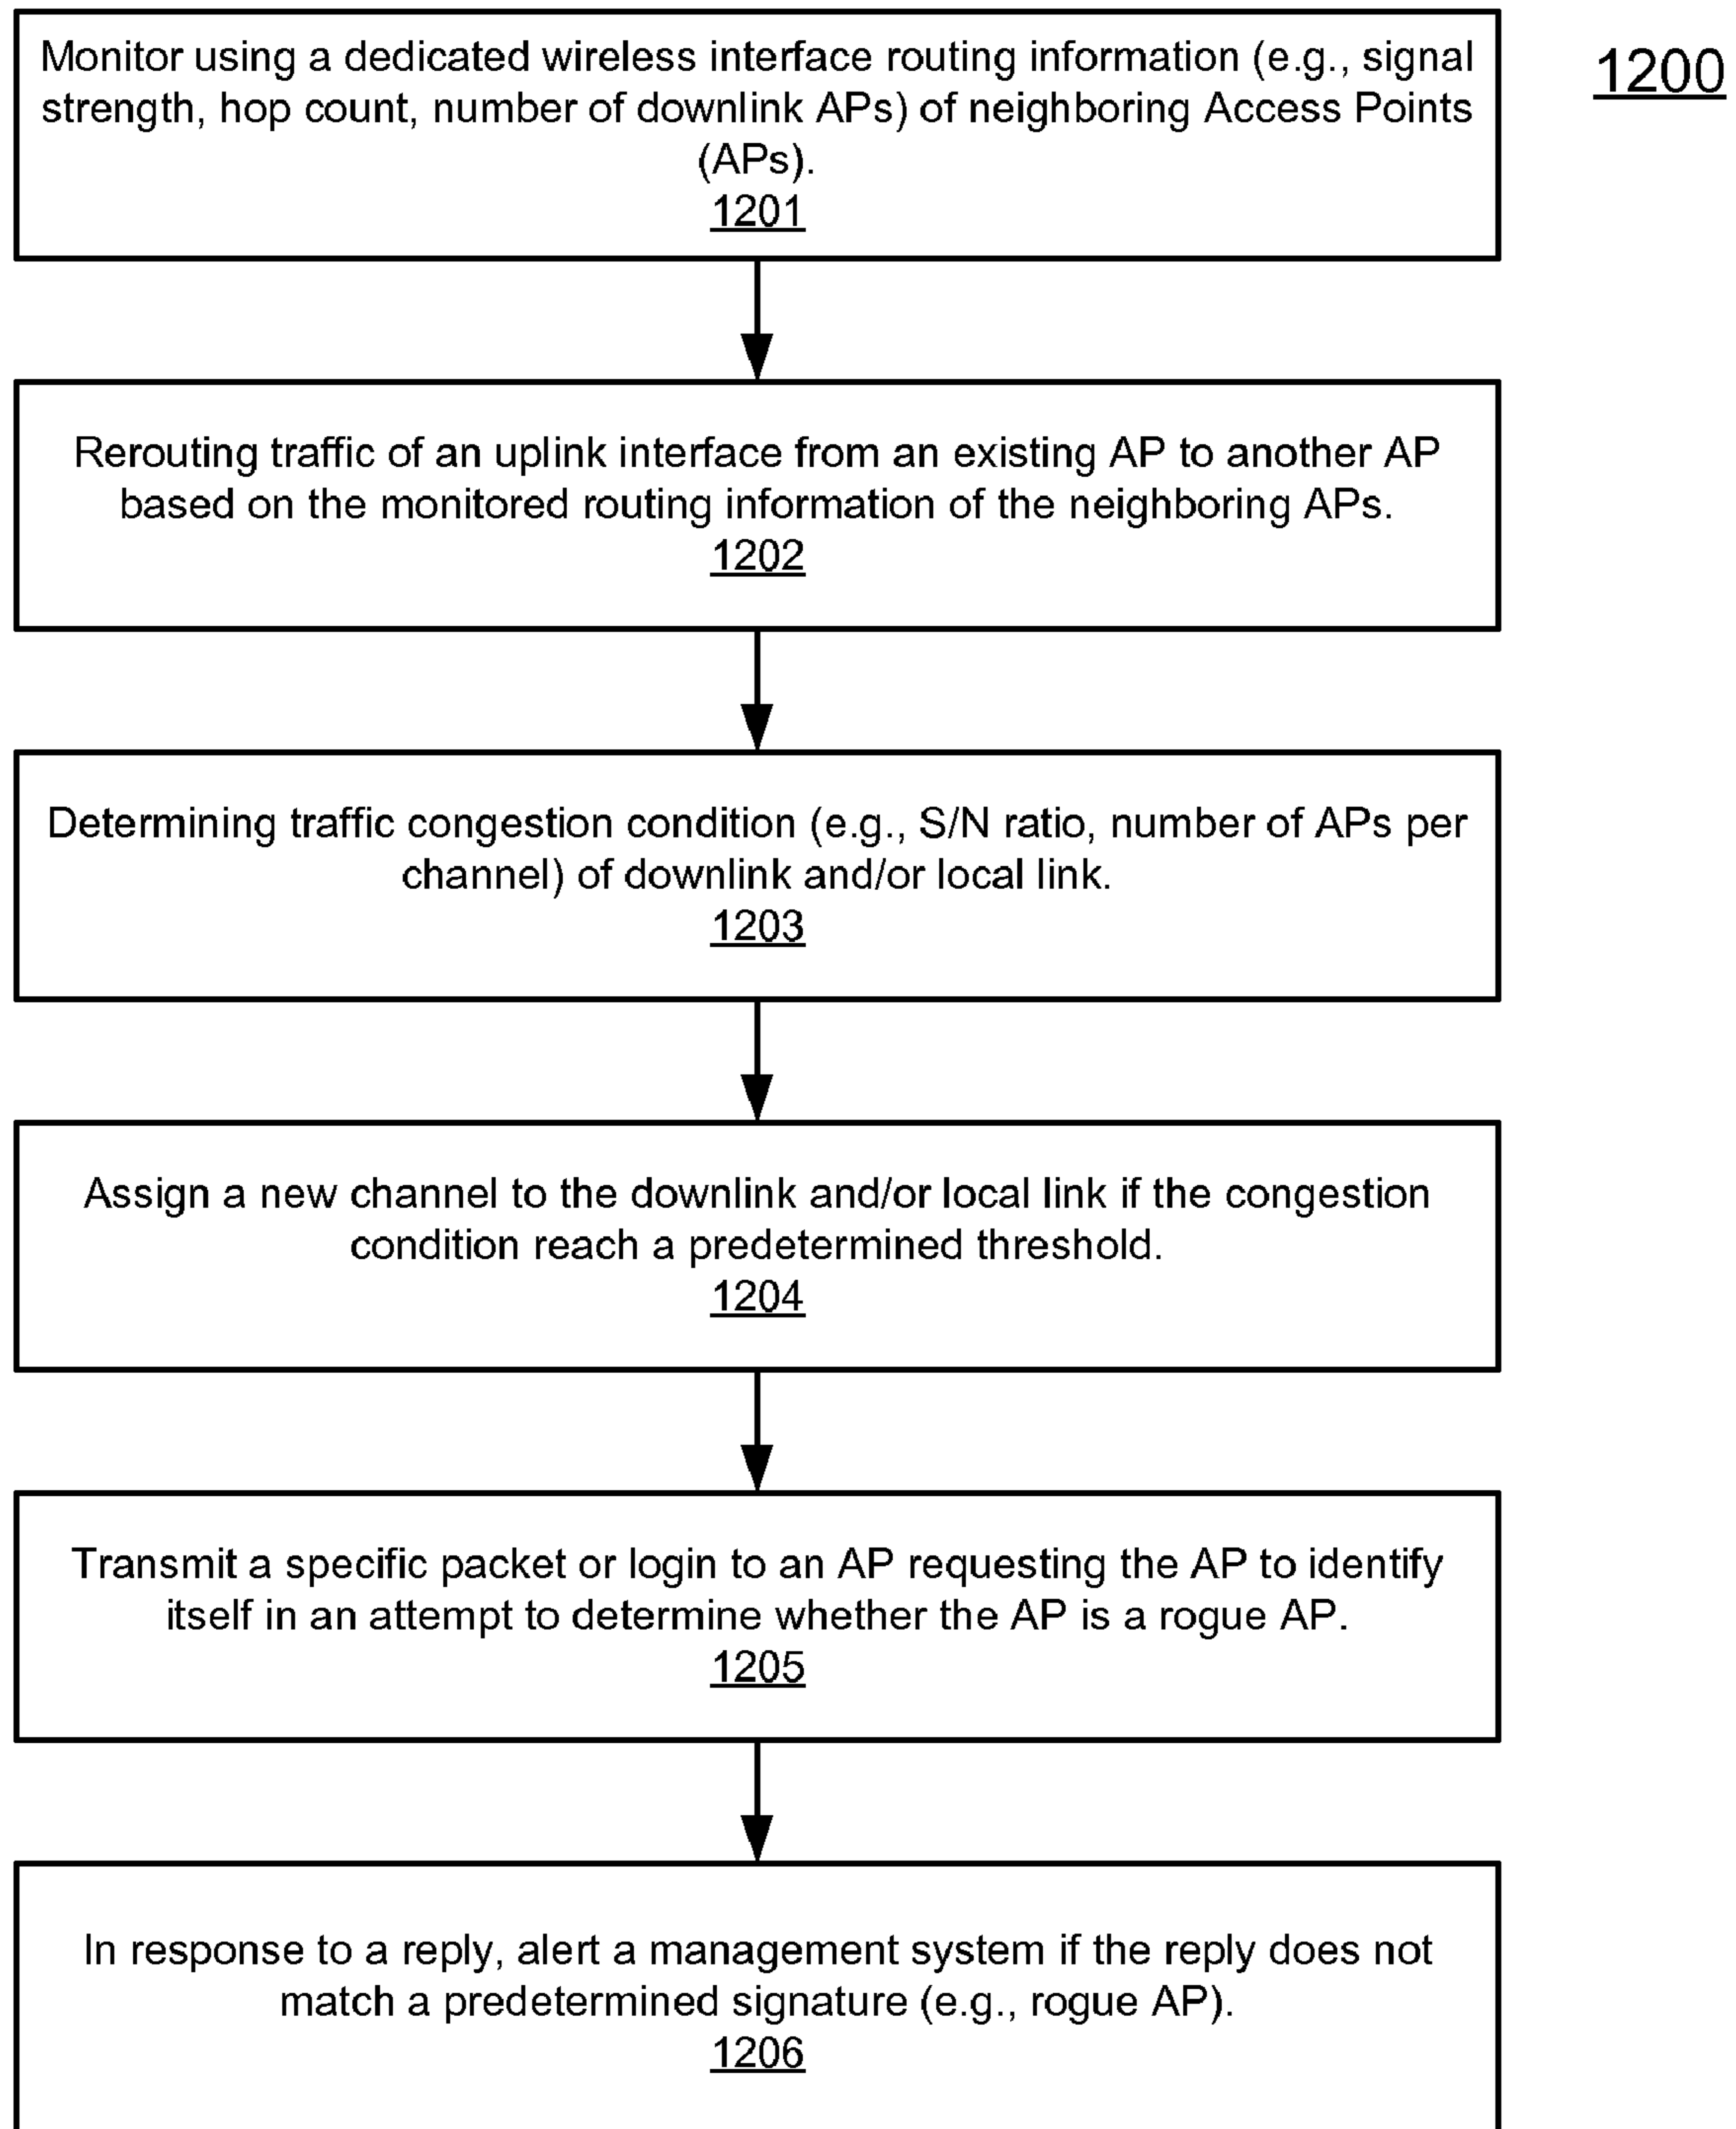 1200
Monitor using a dedicated wireless interface routing information (e.g., signal
strength, hop count, number of downlink APs) of neighboring Access Points
(APs).
1201
Rerouting traffic of an uplink interface from an existing AP to another AP
based on the monitored routing information of the neighboring APs.
1202
Determining traffic congestion condition (e.g., S/N ratio, number of APs per
channel) of downlink and/or local link.
1203
Assign a new channel to the downlink and/or local link if the congestion
condition reach a predetermined threshold.
1204
Transmit a specific packet or login to an AP requesting the AP to identify
itself in an attempt to determine whether the AP is a rogue AP.
1205
In response to a reply, alert a management system if the reply does not
match a predetermined signature (e.g., rogue AP).
1206